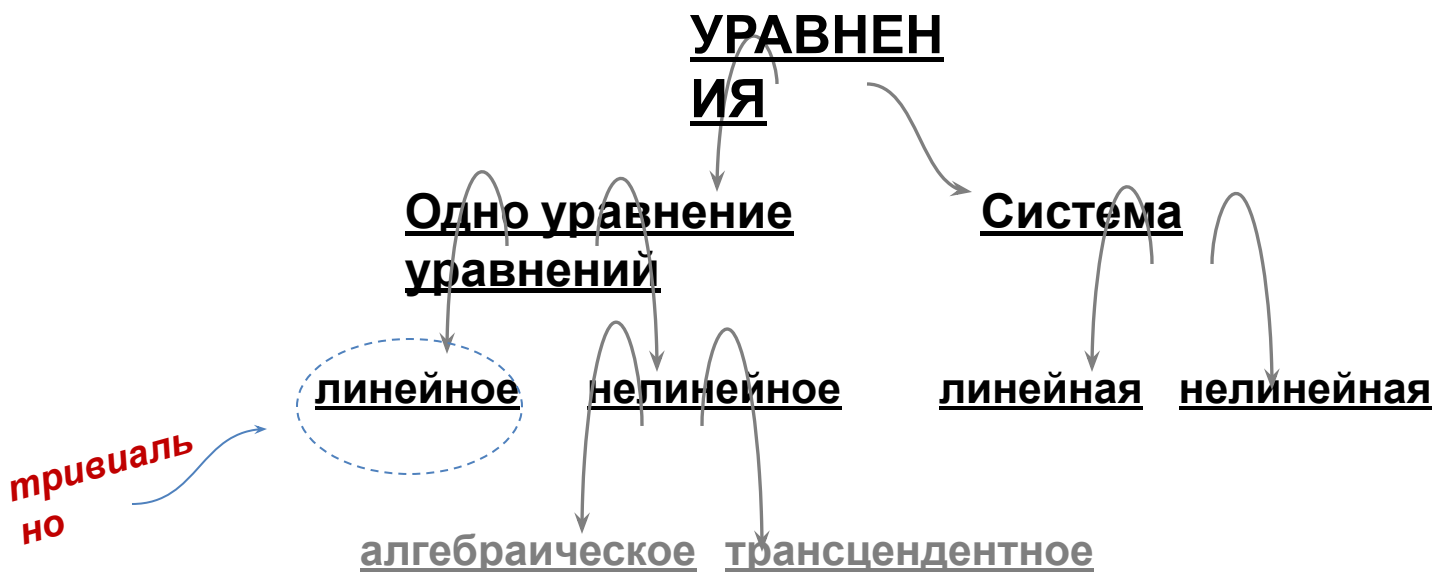 УРАВНЕН
ИЯ
Одно уравнение Система
уравнений
линейное нелинейное линейная нелинейная
тривиаль
но
алгебраическое трансцендентное